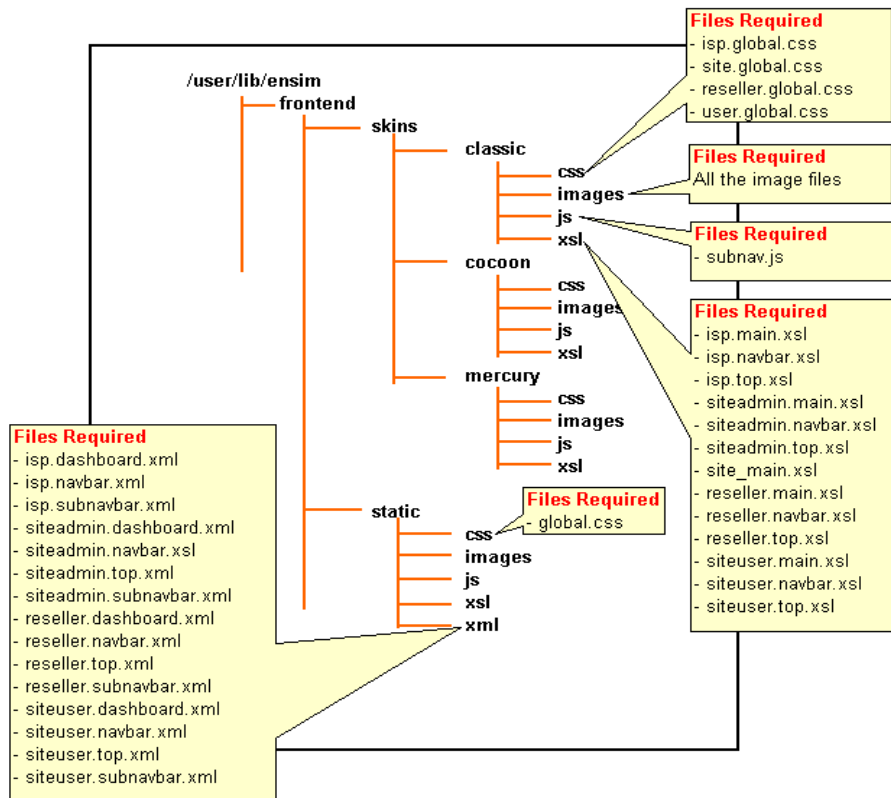 /user/lib/ensim
frontend
skins
classic
css
images
js
xsl
cocoon
css
images
js
xsl
mercury
css
images
js
xsl
static
css
images
js
xsl
xml
Files Required
- isp.global.css
- site.global.css
- reseller.global.css
- user.global.css
Files Required
All the image files
Files Required
- subnav.js
Files Required
- isp.main.xsl
- isp.navbar.xsl
- isp.top.xsl
- siteadmin.main.xsl
- siteadmin.navbar.xsl
- siteadmin.top.xsl
- site_main.xsl
- reseller.main.xsl
- reseller.navbar.xsl
- reseller.top.xsl
- siteuser.main.xsl
- siteuser.navbar.xsl
- siteuser.top.xsl
Files Required
- global.css
Files Required
- isp.dashboard.xml
- isp.navbar.xml
- isp.subnavbar.xml
- siteadmin.dashboard.xml
- siteadmin.navbar.xsl
- siteadmin.top.xml
- siteadmin.subnavbar.xml
- reseller.dashboard.xml
- reseller.navbar.xml
- reseller.top.xml
- reseller.subnavbar.xml
- siteuser.dashboard.xml
- siteuser.navbar.xml
- siteuser.top.xml
- siteuser.subnavbar.xml